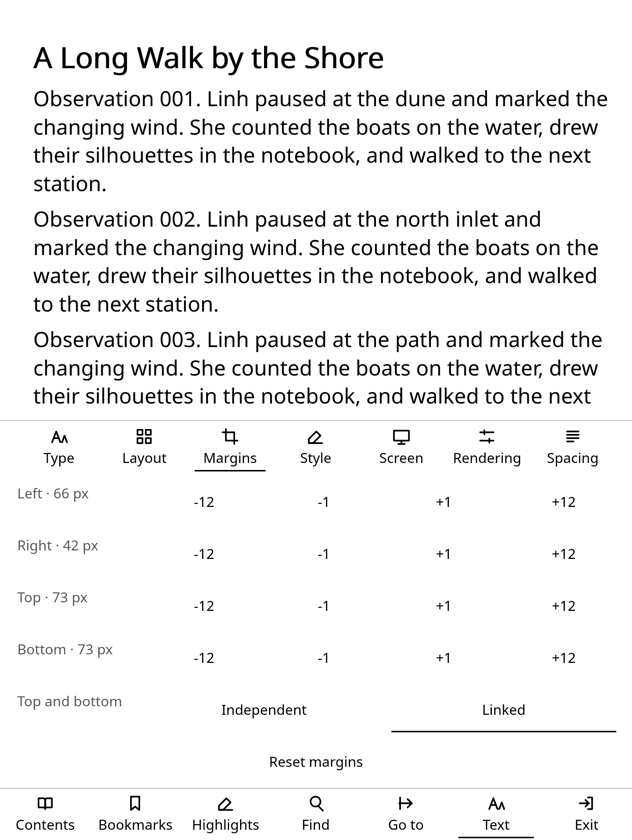 A Long Walk by the Shore
Observation 001. Linh paused at the dune and marked the
changing wind. She counted the boats on the water, drew
their silhouettes in the notebook, and walked to the next
station.
Observation 002. Linh paused at the north inlet and
marked the changing wind. She counted the boats on the
water, drew their silhouettes in the notebook, and walked
to the next station.
Observation 003. Linh paused at the path and marked the
changing wind. She counted the boats on the water, drew
their silhouettes in the notebook, and walked to the next
Type Layout Margins Style Screen Rendering Spacing
Left · 66 px -12 -1 +1 +12
Right · 42 px -12 -1 +1 +12
Top · 73 px -12 -1 +1 +12
Bottom · 73 px -12 -1 +1 +12
Top and bottom Independent Linked
Reset margins
Contents Bookmarks Highlights Find Go to Text Exit